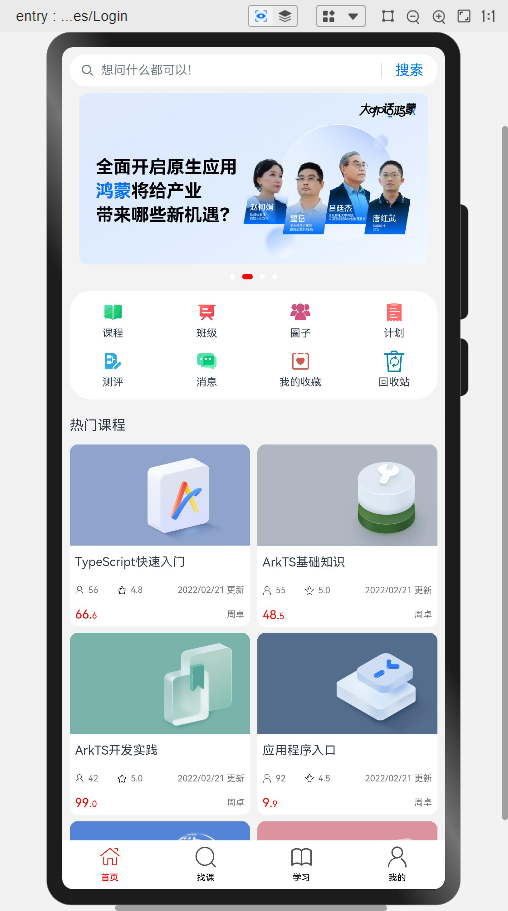 entry : ...es/Login
1:1
想问什么都可以!
搜索
大咖话鸿蒙
全面开启原生应用
鸿蒙将给产业
带来哪些新机遇?
望岳
吕廷杰
课程
班级
圈子
计划
测评
消息
我的收藏
回收站
热门课程
TypeScript快速入门
56
4.8
2022/02/21 更新
66.6
周卓
ArkTS基础知识
55
5.0
2022/02/21 更新
48.5
周卓
ArkTS开发实践
42
5.0
2022/02/21 更新
99.0
周卓
应用程序入口
92
4.5
2022/02/21 更新
9.9
周卓
首页
找课
学习
我的